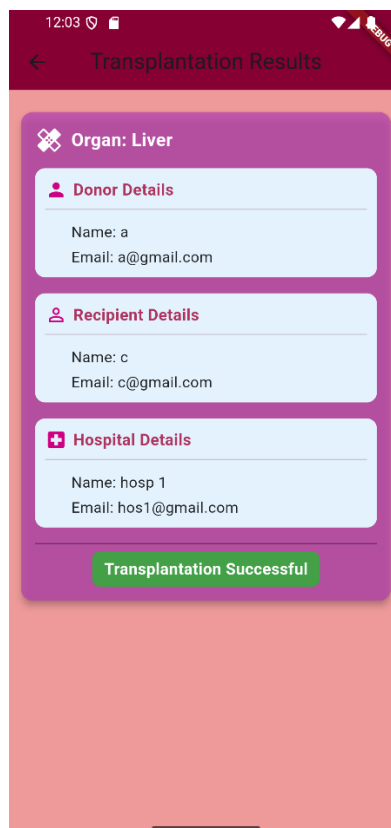 12:03
DEBUG
Transplantation Results
Organ: Liver
Donor Details
Name: a
Email: a@gmail.com
Recipient Details
Name: c
Email: c@gmail.com
Hospital Details
Name: hosp 1
Email: hos1@gmail.com
Transplantation Successful